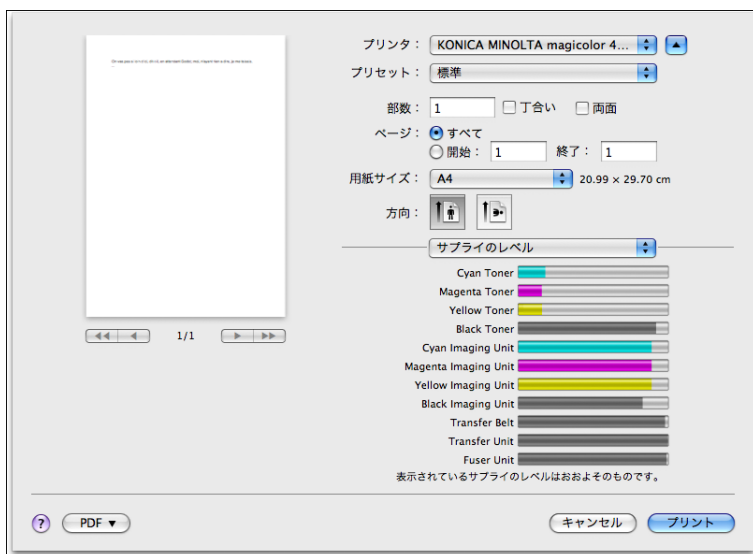 プリンタ： KONICA MINOLTA magicolor 4...
プリセット： 標準
部数： 1 丁合い 両面
ページ： すべて
開始： 1 終了： 1
用紙サイズ： A4 20.99 × 29.70 cm
方向：
サプライのレベル
Cyan Toner
Magenta Toner
Yellow Toner
Black Toner
Cyan Imaging Unit
Magenta Imaging Unit
Yellow Imaging Unit
Black Imaging Unit
Transfer Belt
Transfer Unit
Fuser Unit
表示されているサプライのレベルはおおよそのものです。
1/1
? PDF ▼ キャンセル プリント